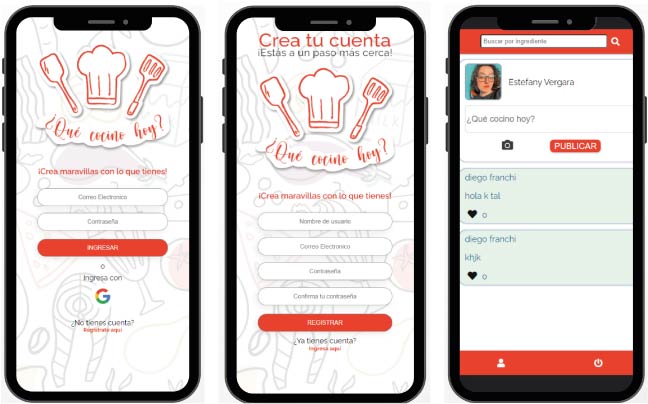 ¿Qué cocino hoy?
¡Crea maravillas con lo que tienes!
Correo Electronico
Contraseña
INGRESAR
o
Ingresa con
G
¿No tienes cuenta?
Registrate aquí
Crea tu cuenta
¡Estás a un paso más cerca!
¿Qué cocino hoy?
¡Crea maravillas con lo que tienes!
Nombre de usuario
Correo Electronico
Contraseña
Confirma tu contraseña
REGISTRAR
¿Ya tienes cuenta?
Ingresa aquí
Buscar por ingrediente
Estefany Vergara
¿Qué cocino hoy?
PUBLICAR
diego franchi
hola k tal
0
diego franchi
khjk
0